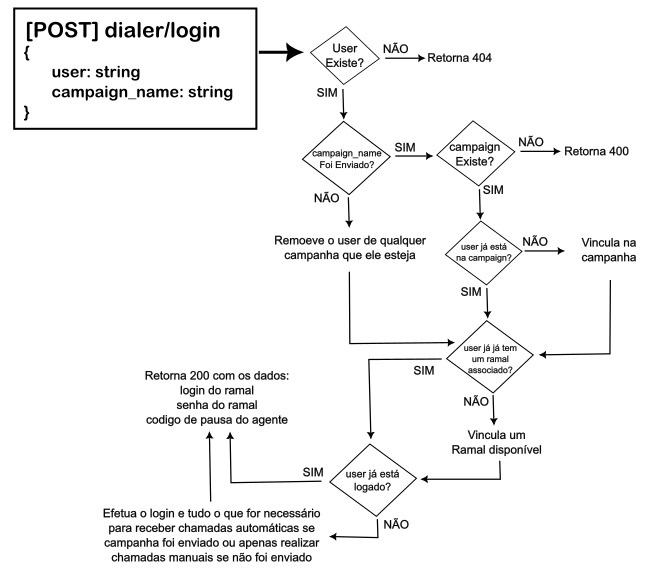 [POST] dialer/login
{
user: string
campaign_name: string
}
User
Existe?
NÃO
Retorna 404
SIM
campaign_name
Foi Enviado?
SIM
campaign
Existe?
NÃO
Retorna 400
NÃO
SIM
Remoeve o user de qualquer
campanha que ele esteja
user já está
na campaign?
NÃO
Vincula na
campanha
SIM
user já já tem
um ramal
associado?
SIM
NÃO
Retorna 200 com os dados:
login do ramal
senha do ramal
codigo de pausa do agente
Vincula um
Ramal disponível
user já está
logado?
SIM
NÃO
Efetua o login e tudo o que for necessário
para receber chamadas automáticas se
campanha foi enviado ou apenas realizar
chamadas manuais se não foi enviado